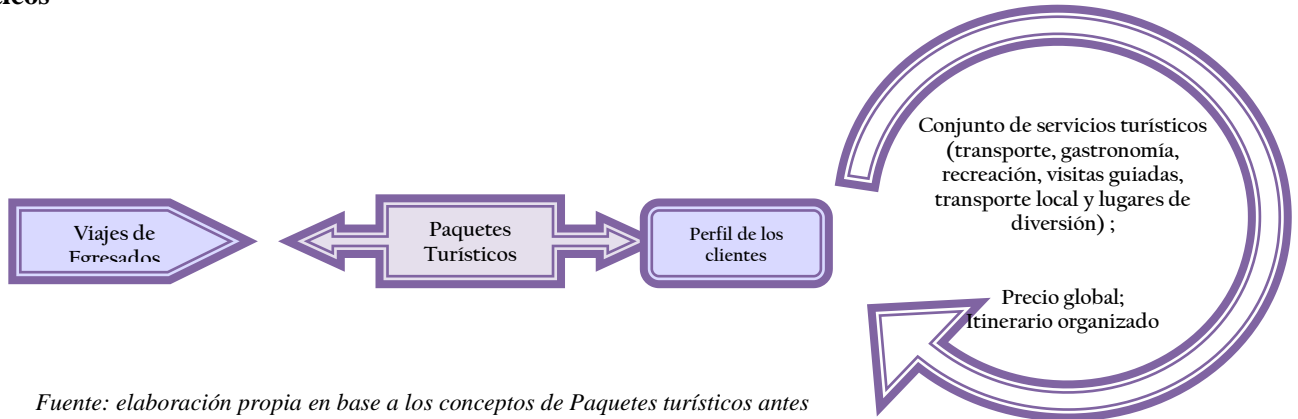 Viajes de
Egresados
Paquetes
Turísticos
Perfil de los
clientes
Conjunto de servicios turísticos
(transporte, gastronomía,
recreación, visitas guiadas,
transporte local y lugares de
diversión) ;
Precio global;
Itinerario organizado
Fuente: elaboración propia en base a los conceptos de Paquetes turísticos antes